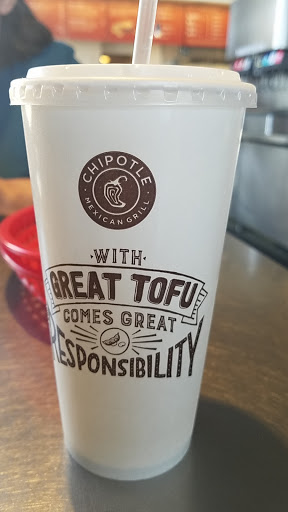 CHIPOTLE
MEXICAN GRILL
·WITH·
GREAT TOFU
COMES GREAT
RESPONSIBILITY